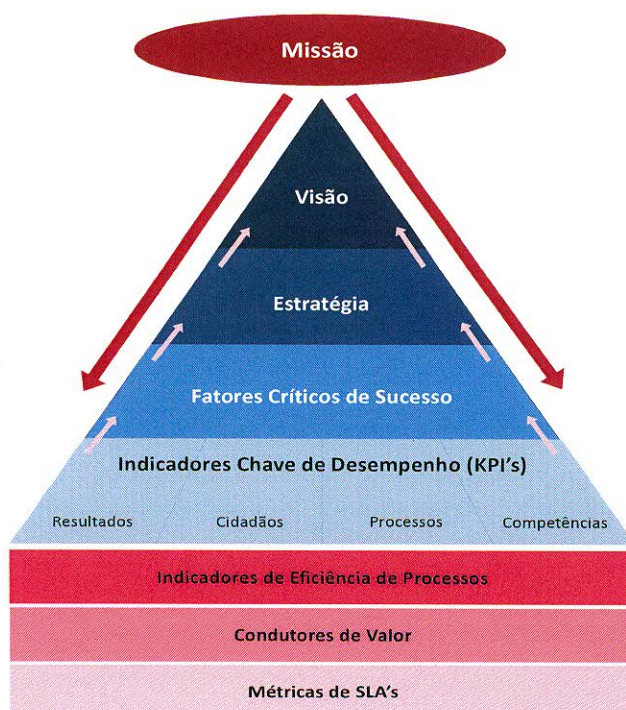 Missão
Visão
Estratégia
Fatores Críticos de Sucesso
Indicadores Chave de Desempenho (KPI's)
Resultados Cidadãos Processos Competências
Indicadores de Eficiência de Processos
Condutores de Valor
Métricas de SLA's